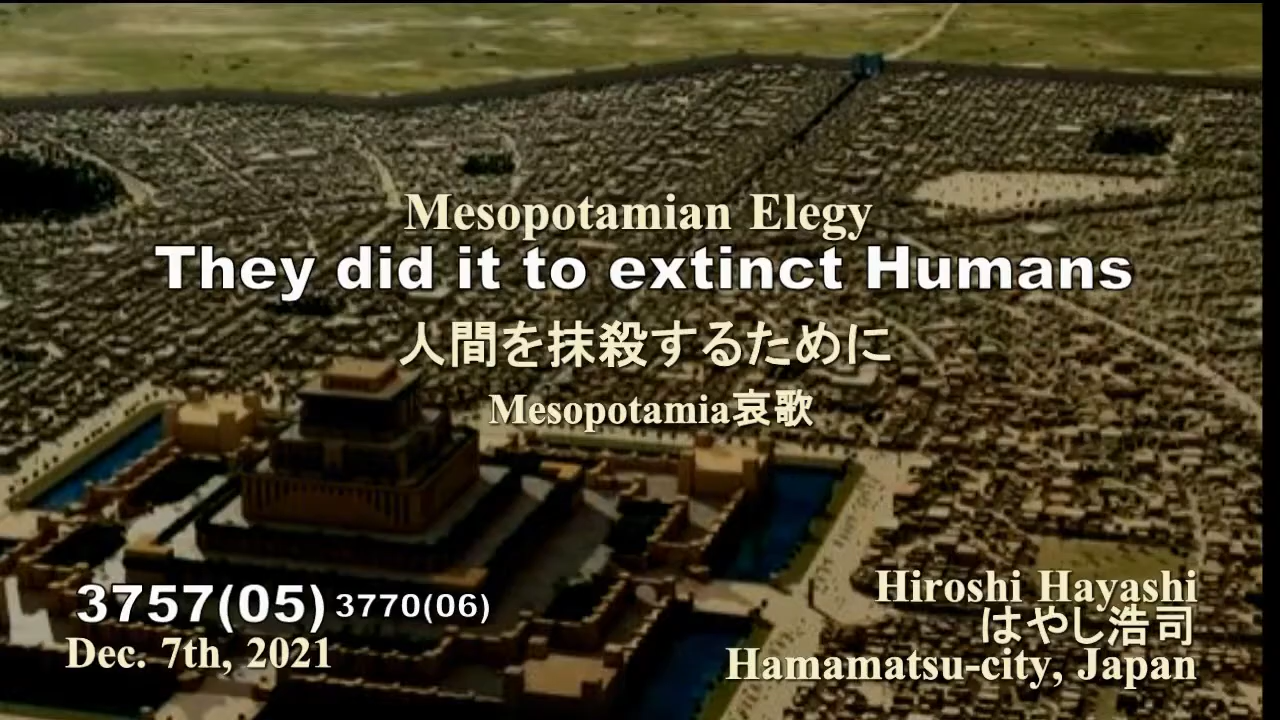 Mesopotamian Elegy
They did it to extinct Humans
人間を抹殺するために
Mesopotamia哀歌
3757(05) 3770(06)
Dec. 7th, 2021
Hiroshi Hayashi
はやし浩司
Hamamatsu-city, Japan